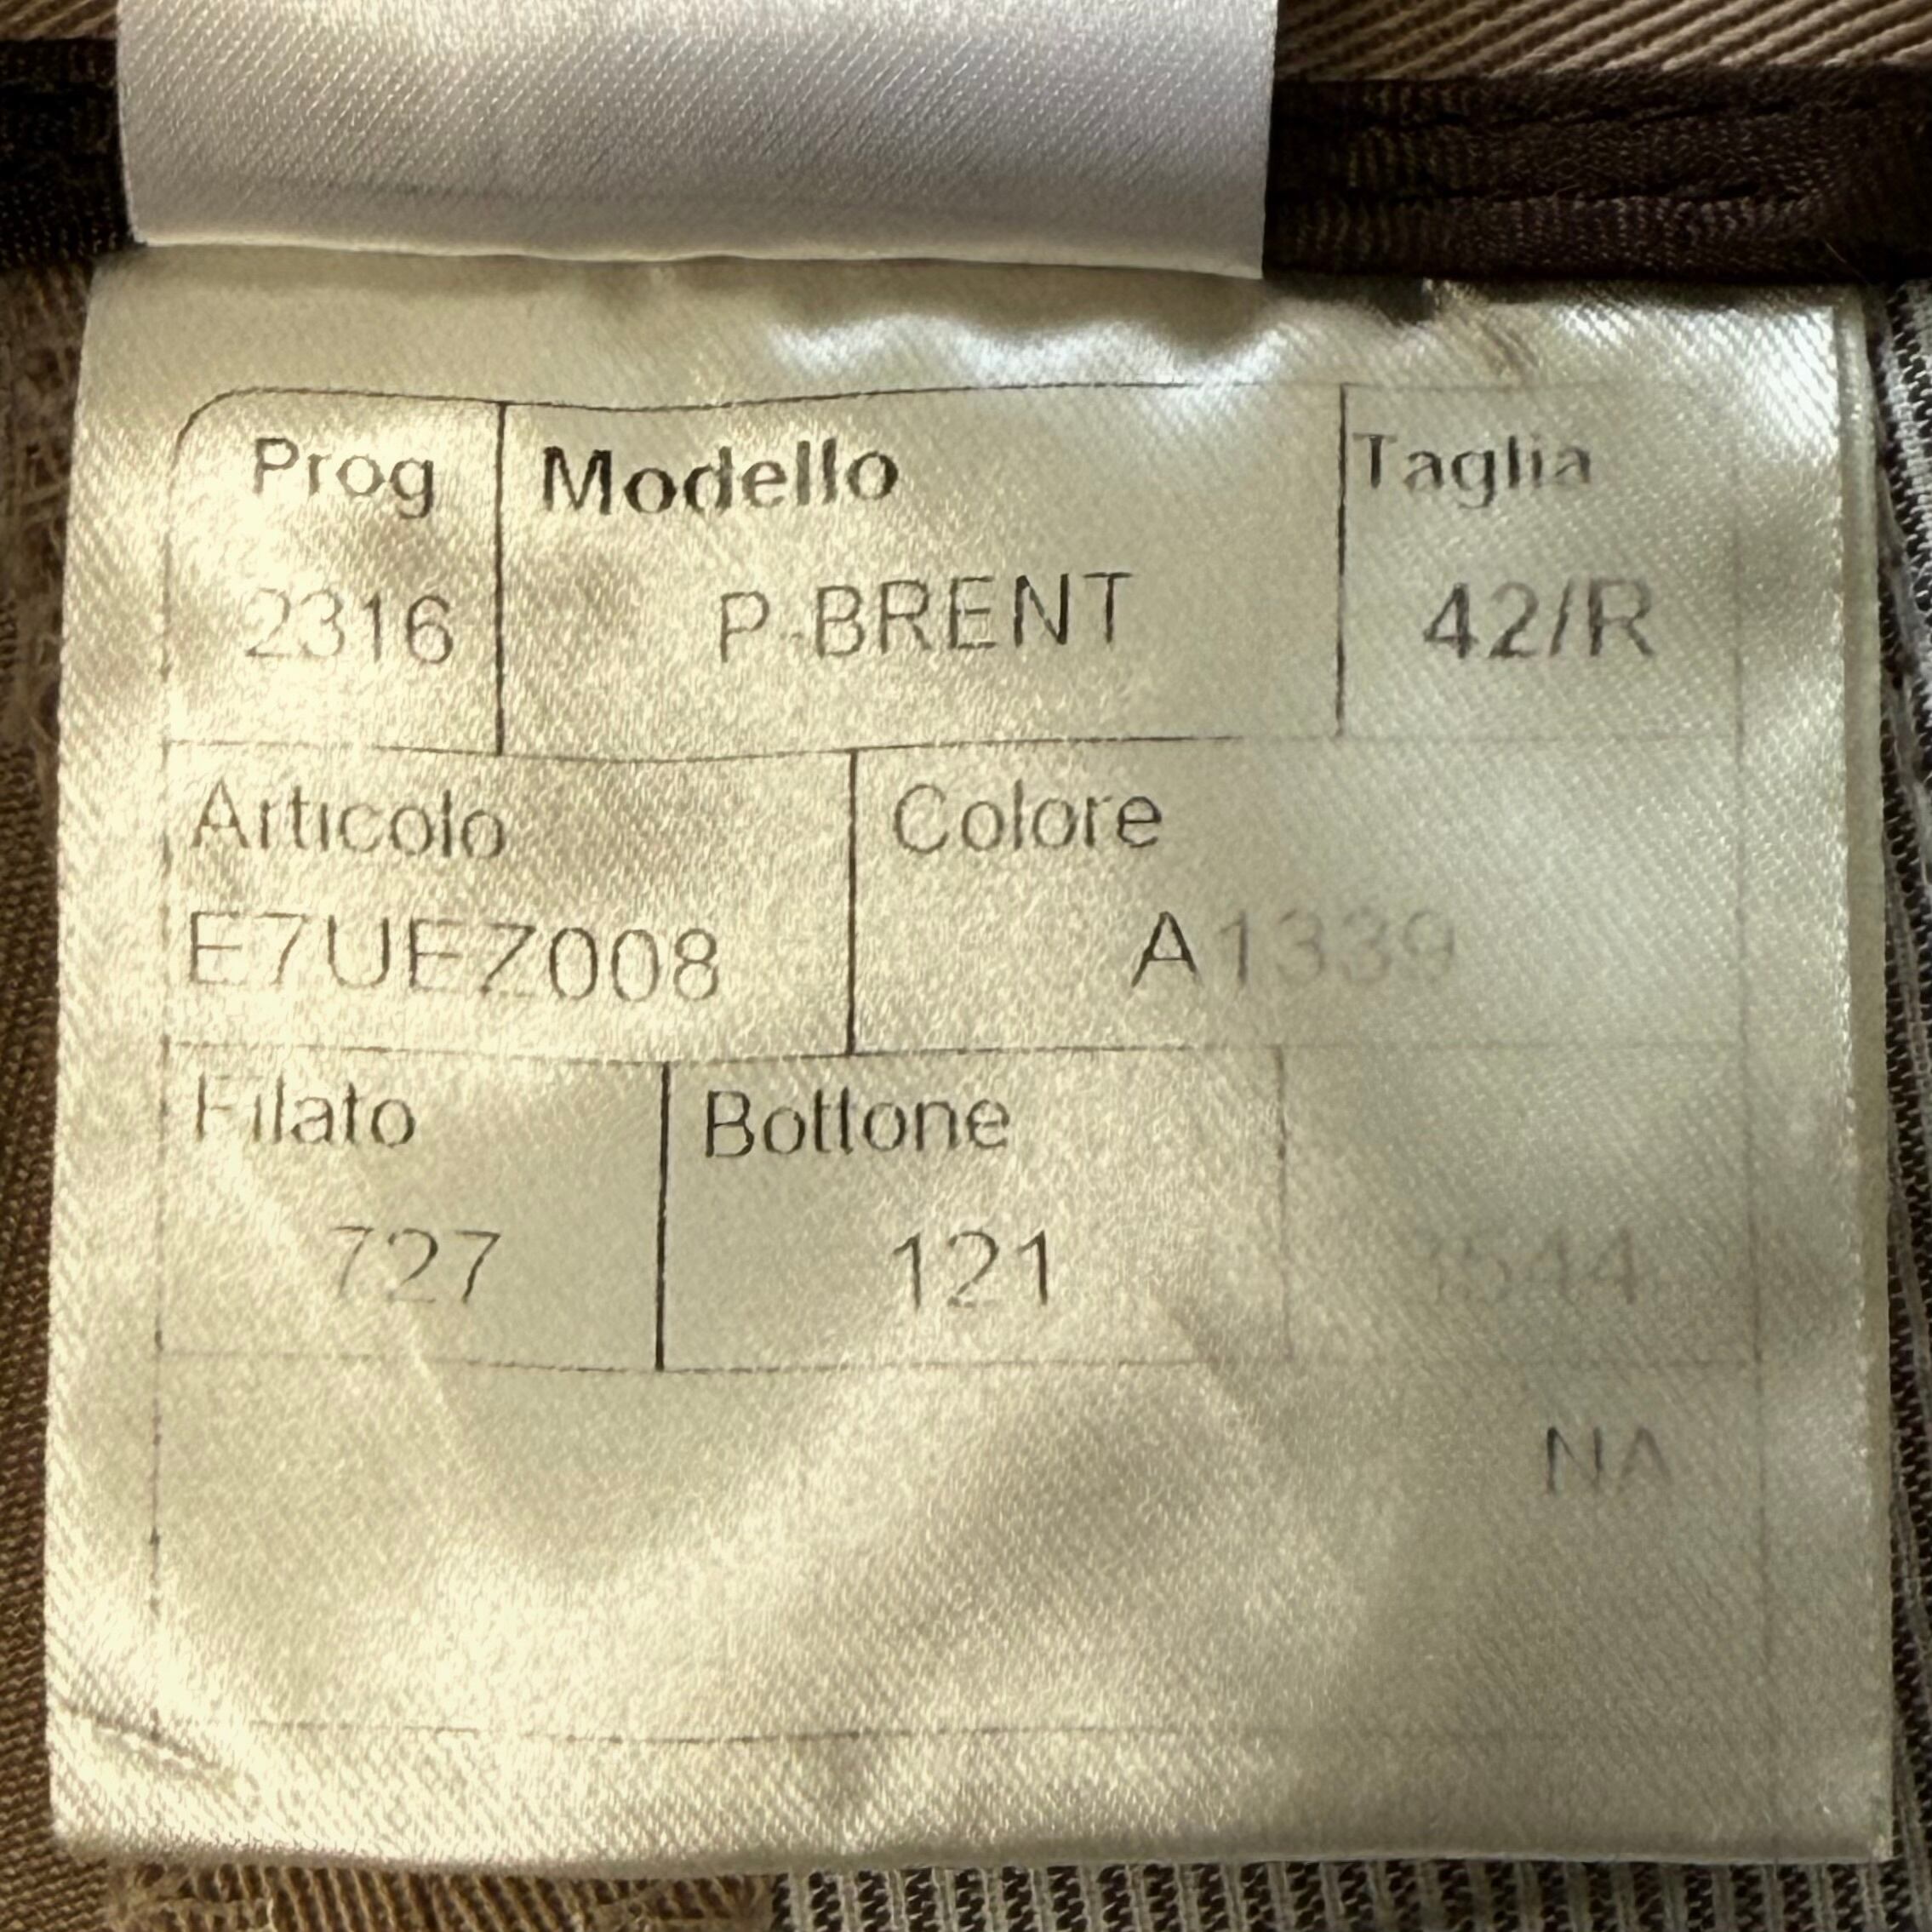 Prog Modello Taglia
2316 P-BRENT 42/R
Articolo Colore
E7UEZ008 A1339
Filato Bottone
727 121
NA